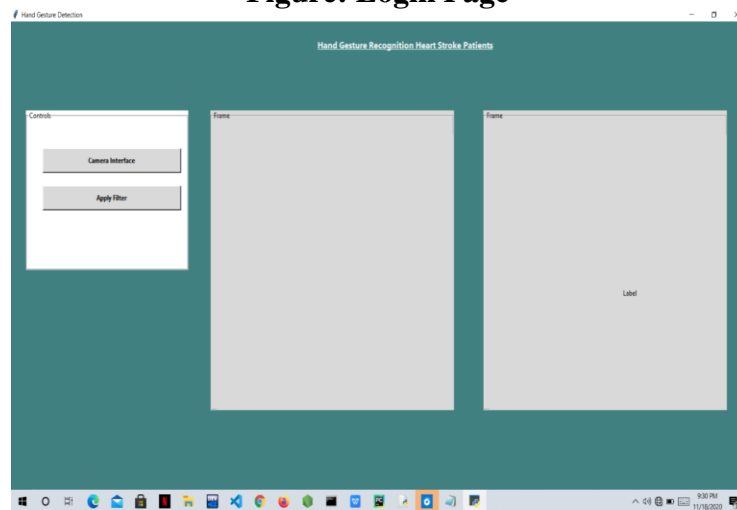 Figure: Login Page
Hand Gesture Detection
Hand Gesture Recognition Heart Stroke Patients
Controls
Camera Interface
Apply Filter
Frame
Frame
Label
9:30 PM
11/18/2020